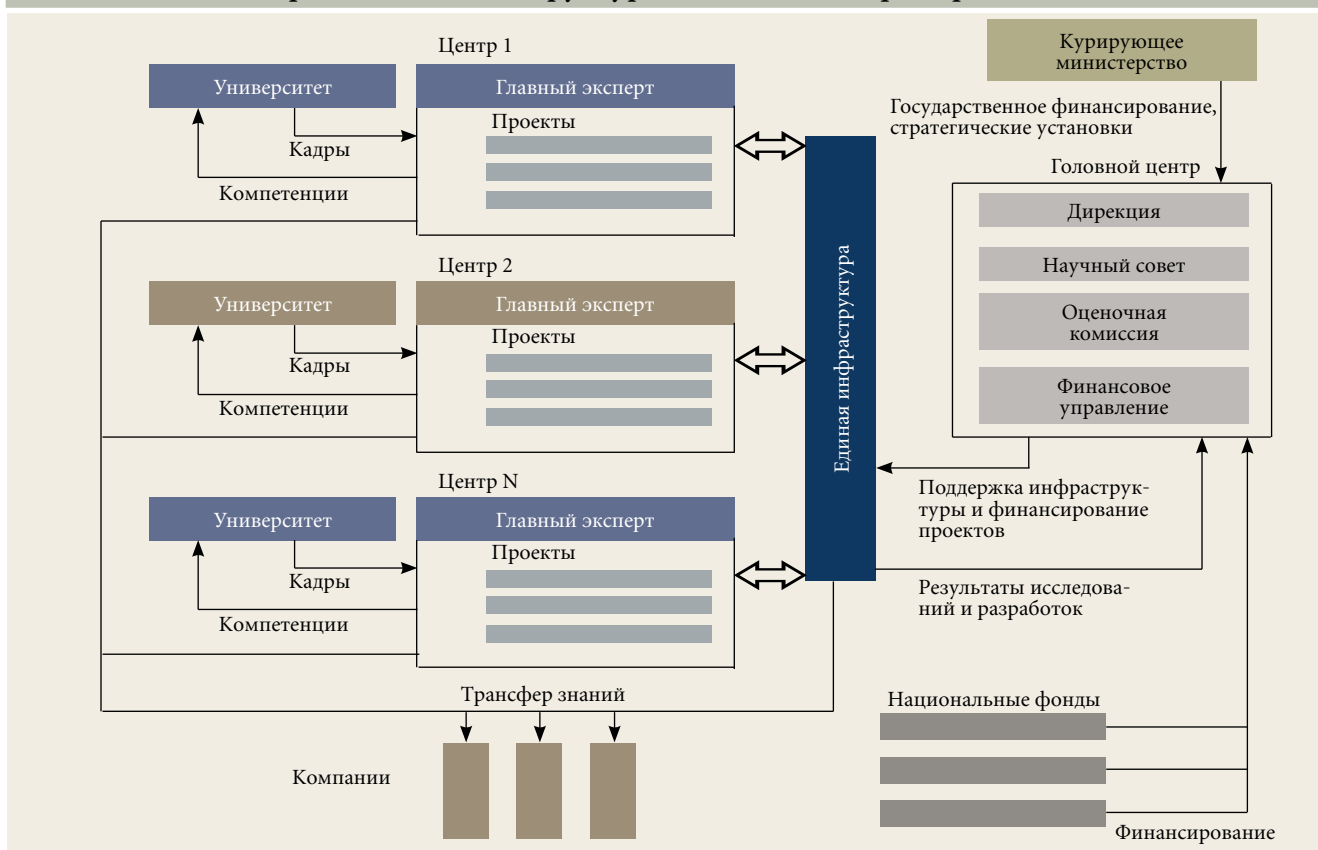 Центр 1
Университет
Главный эксперт
Проекты
Кадры
Компетенции
Центр 2
Университет
Главный эксперт
Проекты
Кадры
Компетенции
Центр N
Университет
Главный эксперт
Проекты
Кадры
Компетенции
Трансфер знаний
Компании
Единая инфраструктура
Курирующее
министерство
Государственное финансирование,
стратегические установки
Головной центр
Дирекция
Научный совет
Оценочная
комиссия
Финансовое
управление
Поддержка инфраструк-
туры и финансирование
проектов
Результаты исследова-
ний и разработок
Национальные фонды
Финансирование